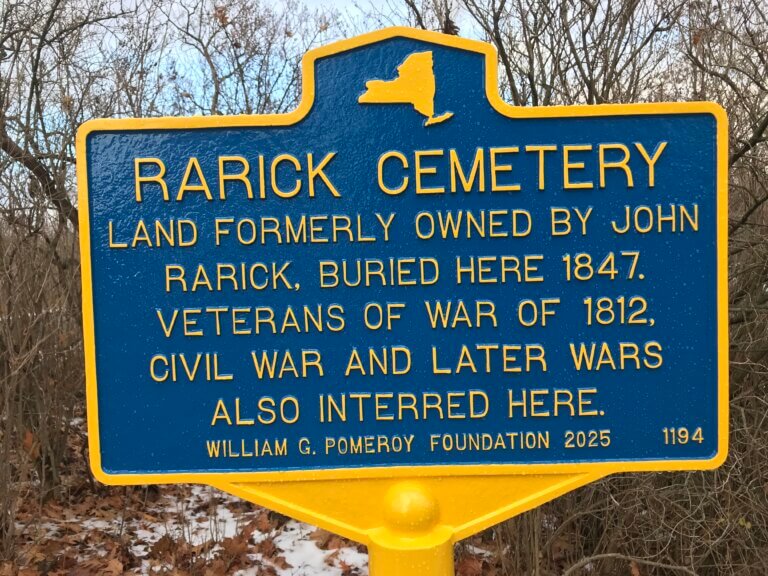 RARICK CEMETERY
LAND FORMERLY OWNED BY JOHN
RARICK, BURIED HERE 1847.
VETERANS OF WAR OF 1812,
CIVIL WAR AND LATER WARS
ALSO INTERRED HERE.
WILLIAM G. POMEROY FOUNDATION 2025 1194